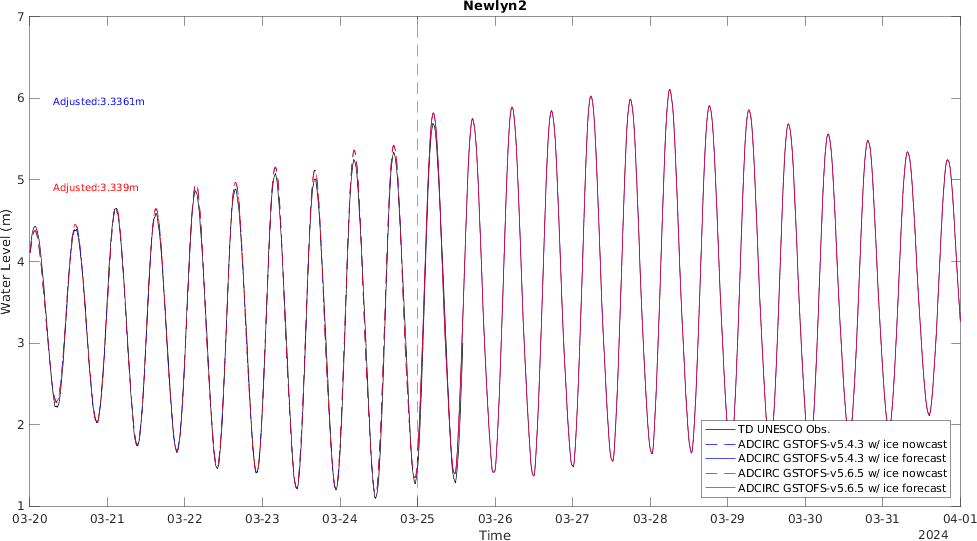 Newlyn2
7
6
5
4
3
2
1
Water Level (m)
Adjusted:3.3361m
Adjusted:3.339m
TD UNESCO Obs.
ADCIRC GSTOFS-v5.4.3 w/ ice nowcast
ADCIRC GSTOFS-v5.4.3 w/ ice forecast
ADCIRC GSTOFS-v5.6.5 w/ ice nowcast
ADCIRC GSTOFS-v5.6.5 w/ ice forecast
03-20 03-21 03-22 03-23 03-24 03-25 03-26 03-27 03-28 03-29 03-30 03-31 04-01
Time
2024